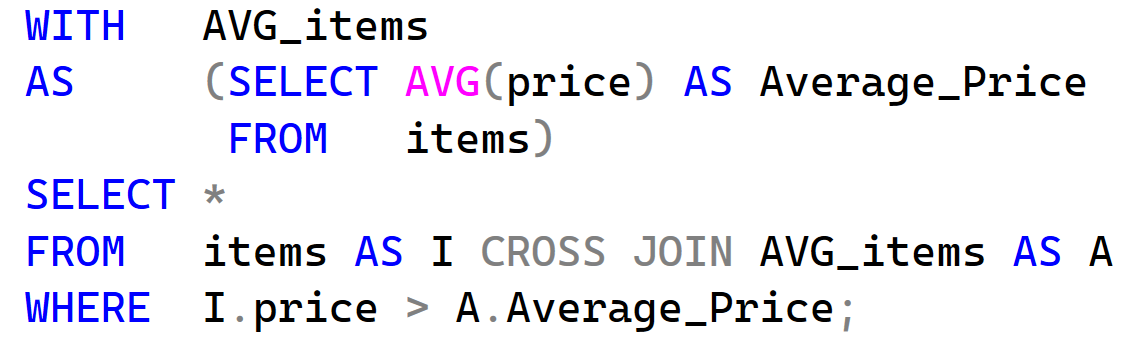 WITH   AVG_items
AS     (SELECT AVG(price) AS Average_Price
        FROM   items)
SELECT *
FROM   items AS I CROSS JOIN AVG_items AS A
WHERE  I.price > A.Average_Price;